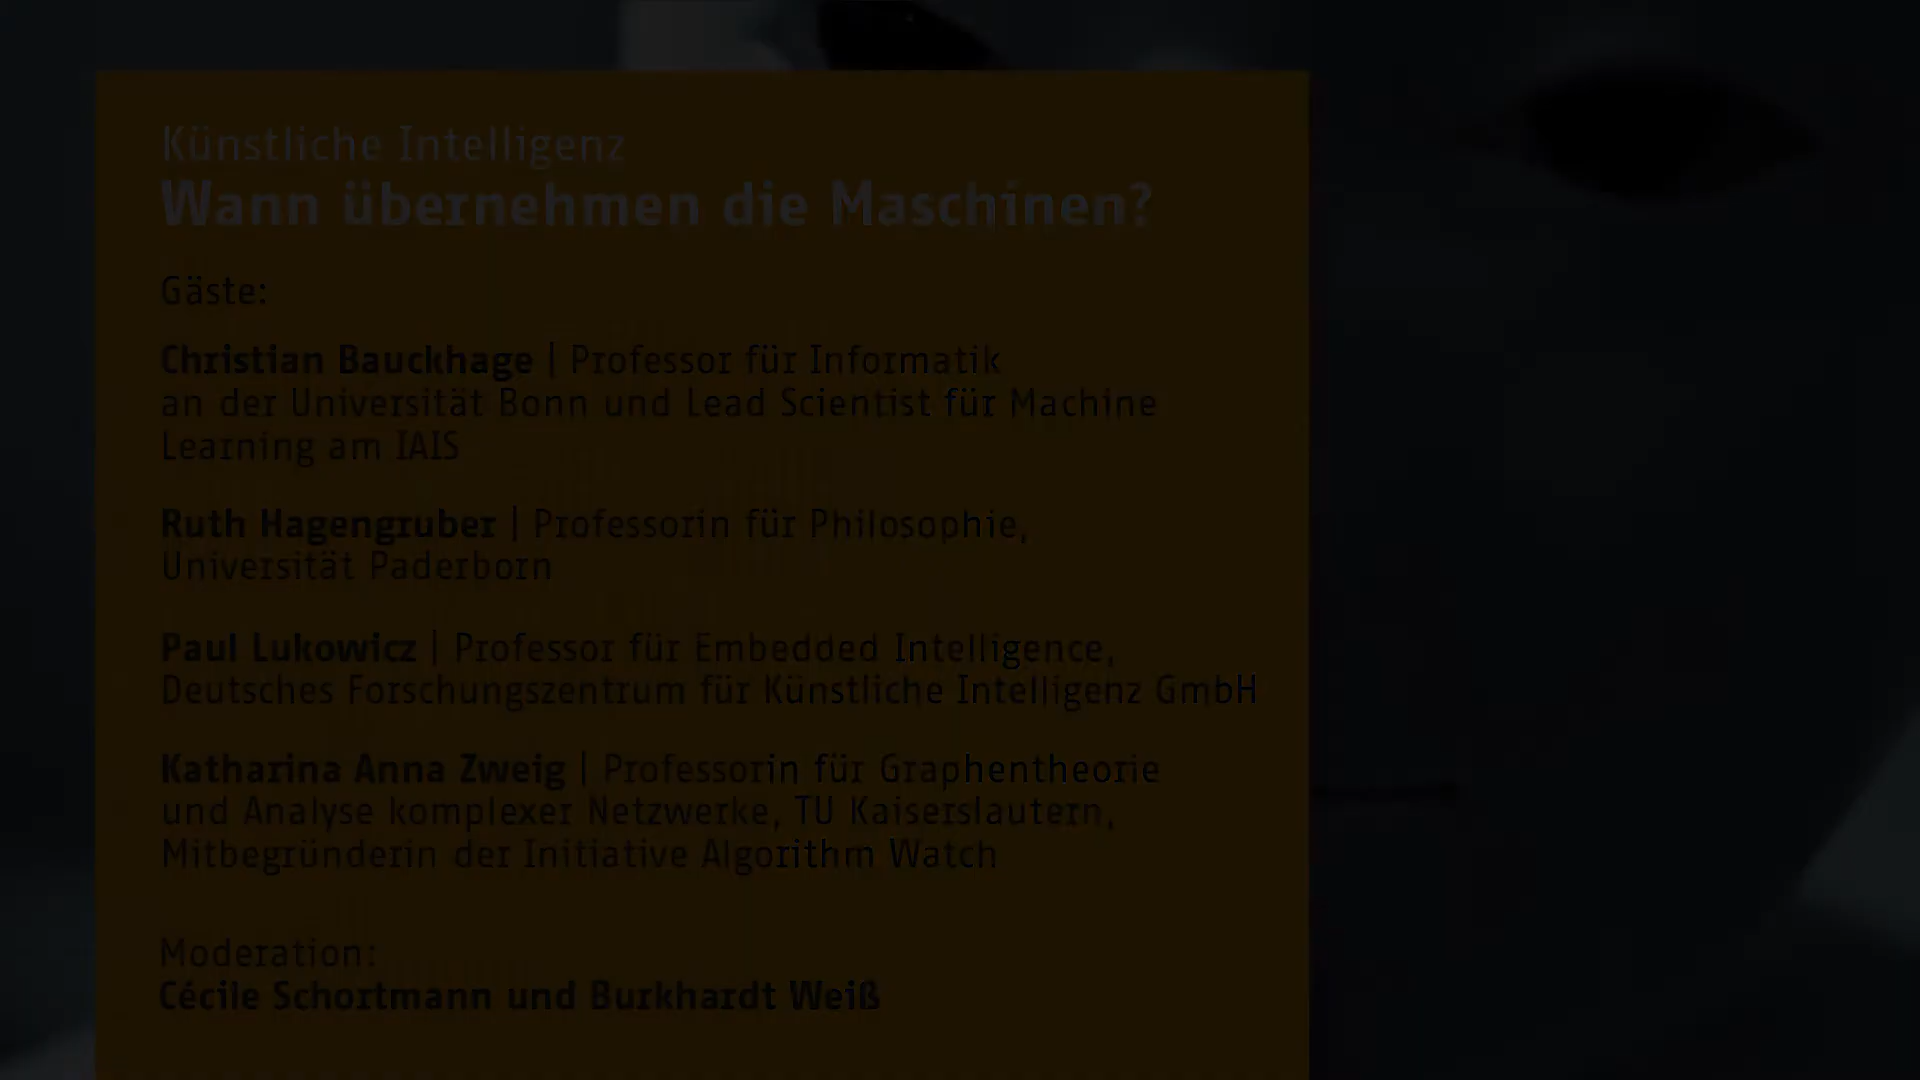 Künstliche Intelligenz
Wann übernehmen die Maschinen?
Gäste:
Christian Bauckhage | Professor für Informatik
an der Universität Bonn und Lead Scientist für Machine
Learning am IAIS
Ruth Hagengruber | Professorin für Philosophie,
Universität Paderborn
Paul Lukowicz | Professor für Embedded Intelligence,
Deutsches Forschungszentrum für Künstliche Intelligenz GmbH
Katharina Anna Zweig | Professorin für Graphentheorie
und Analyse komplexer Netzwerke, TU Kaiserslautern,
Mitbegründerin der Initiative Algorithm Watch
Moderation:
Cécile Schortmann und Burkhardt Weiß